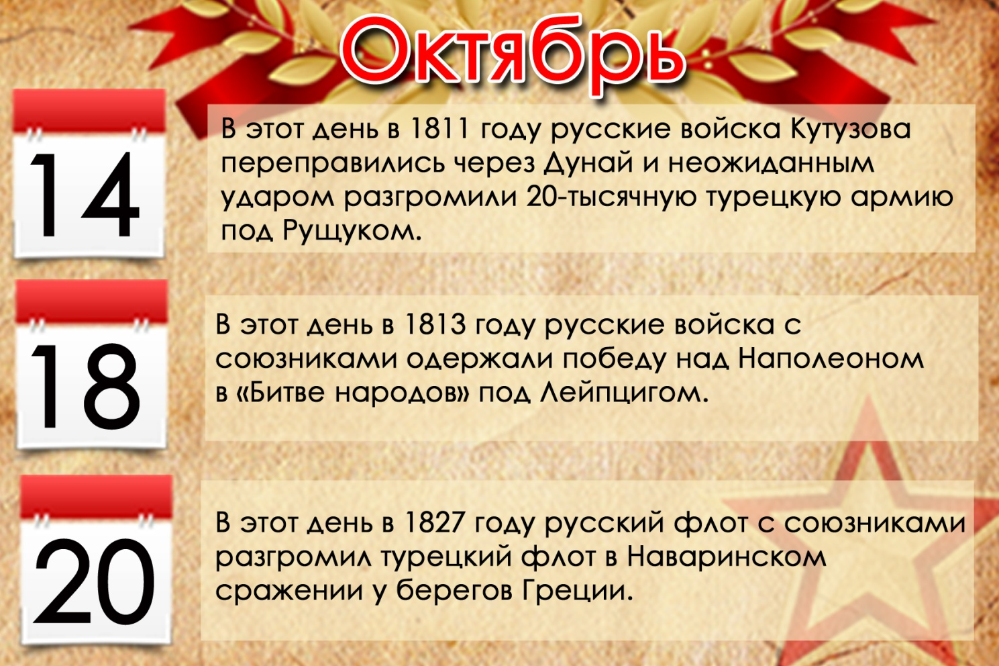 Октябрь
14
В этот день в 1811 году русские войска Кутузова
переправились через Дунай и неожиданным
ударом разгромили 20-тысячную турецкую армию
под Рущуком.
18
В этот день в 1813 году русские войска с
союзниками одержали победу над Наполеоном
в «Битве народов» под Лейпцигом.
20
В этот день в 1827 году русский флот с союзниками
разгромил турецкий флот в Наваринском
сражении у берегов Греции.